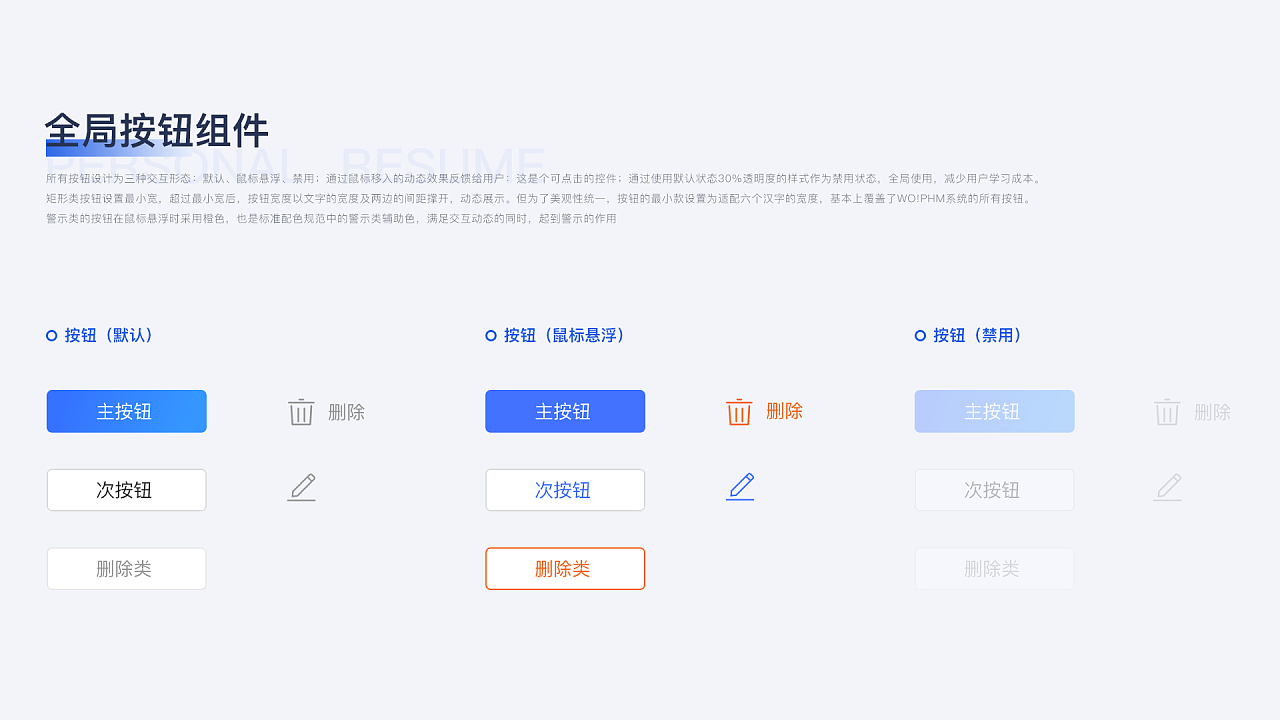 全局按钮组件
PERSONAL RESUME
所有按钮设计为三种交互形态：默认、鼠标悬浮、禁用；通过鼠标移入的动态效果反馈给用户：这是个可点击的控件；通过使用默认状态30%透明度的样式作为禁用状态，全局使用，减少用户学习成本。
矩形类按钮设置最小宽，超过最小宽后，按钮宽度以文字的宽度及两边的间距撑开，动态展示。但为了美观性统一，按钮的最小款设置为适配六个汉字的宽度，基本上覆盖了WO!PHM系统的所有按钮。
警示类的按钮在鼠标悬浮时采用橙色，也是标准配色规范中的警示类辅助色，满足交互动态的同时，起到警示的作用
按钮（默认） 按钮（鼠标悬浮） 按钮（禁用）
主按钮 删除 主按钮 删除 主按钮 删除
次按钮 次按钮 次按钮
删除类 删除类 删除类